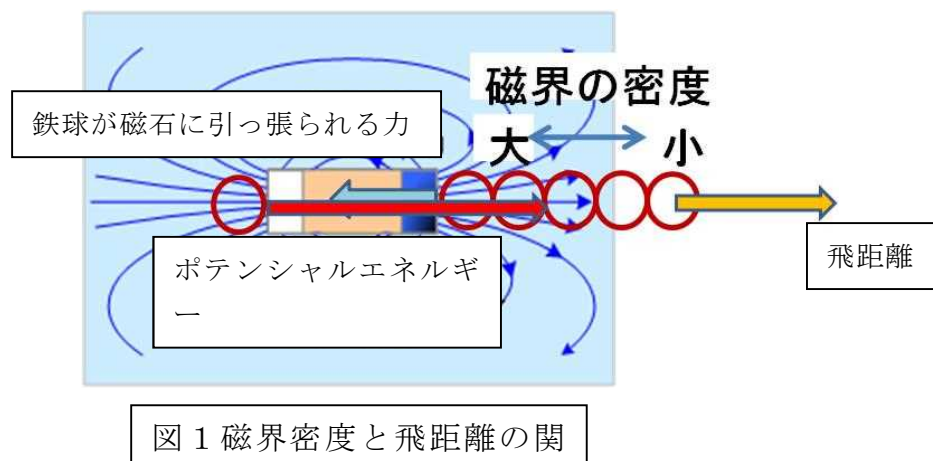 磁界の密度
鉄球が磁石に引っ張られる力
大
小
ポテンシャルエネルギ
ー
飛距離
図1磁界密度と飛距離の関